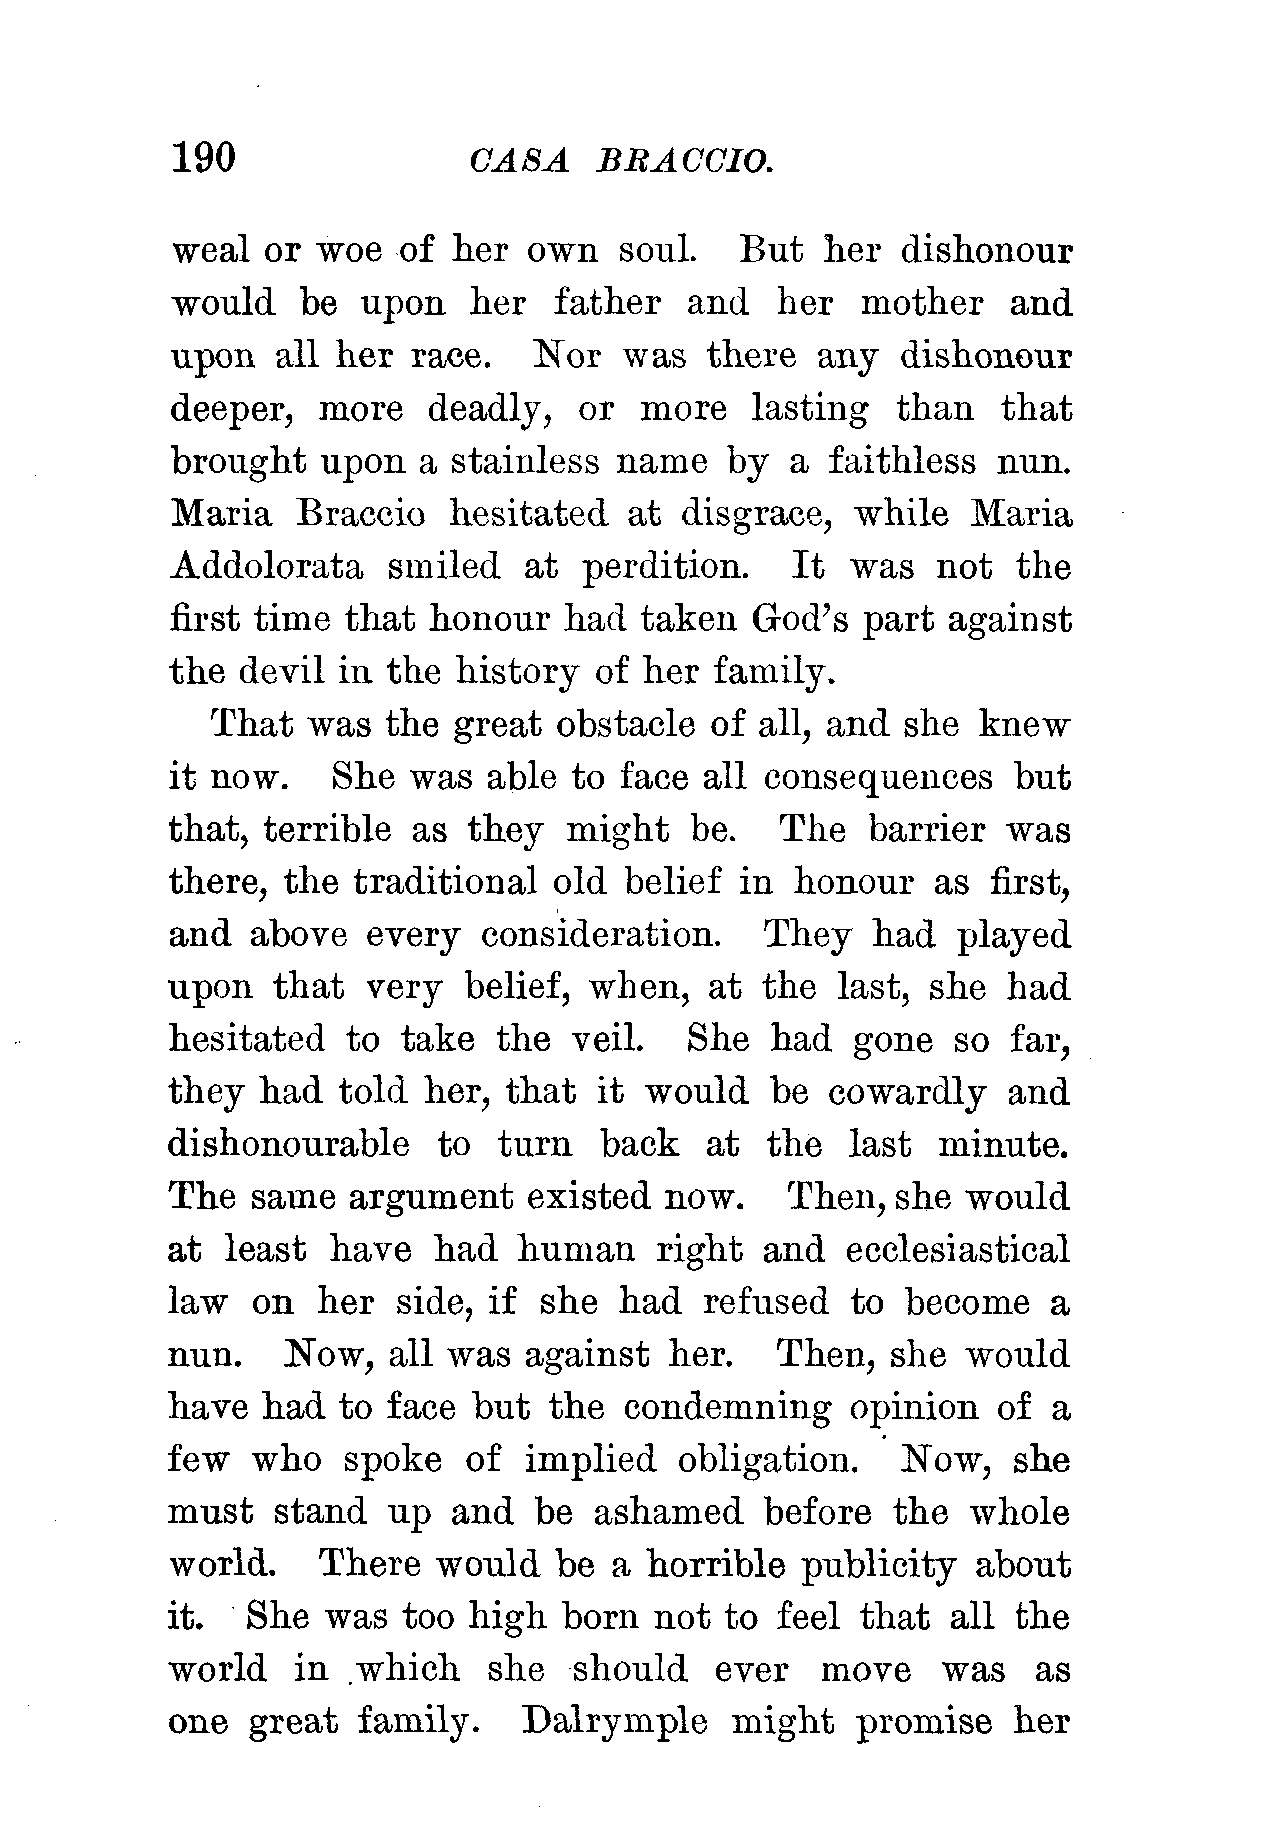 190 CASA BRACCIO.
weal or woe of her own soul. But her dishonour
would be upon her father and her mother and
upon all her race. Nor was there any dishonour
deeper, more deadly, or more lasting than that
brought upon a stainless name by a faithless nun.
Maria Braccio hesitated at disgrace, while Maria
Addolorata smiled at perdition. It was not the
first time that honour had taken God's part against
the devil in the history of her family.
That was the great obstacle of all, and she knew
it now. She was able to face all consequences but
that, terrible as they might be. The barrier was
there, the traditional old belief in honour as first,
and above every consideration. They had played
upon that very belief, when, at the last, she had
hesitated to take the veil. She had gone so far,
they had told her, that it would be cowardly and
dishonourable to turn back at the last minute.
The same argument existed now. Then, she would
at least have had human right and ecclesiastical
law on her side, if she had refused to become a
nun. Now, all was against her. Then, she would
have had to face but the condemning opinion of a
few who spoke of implied obligation. Now, she
must stand up and be ashamed before the whole
world. There would be a horrible publicity about
it. She was too high born not to feel that all the
world in which she should ever move was as
one great family. Dalrymple might promise her